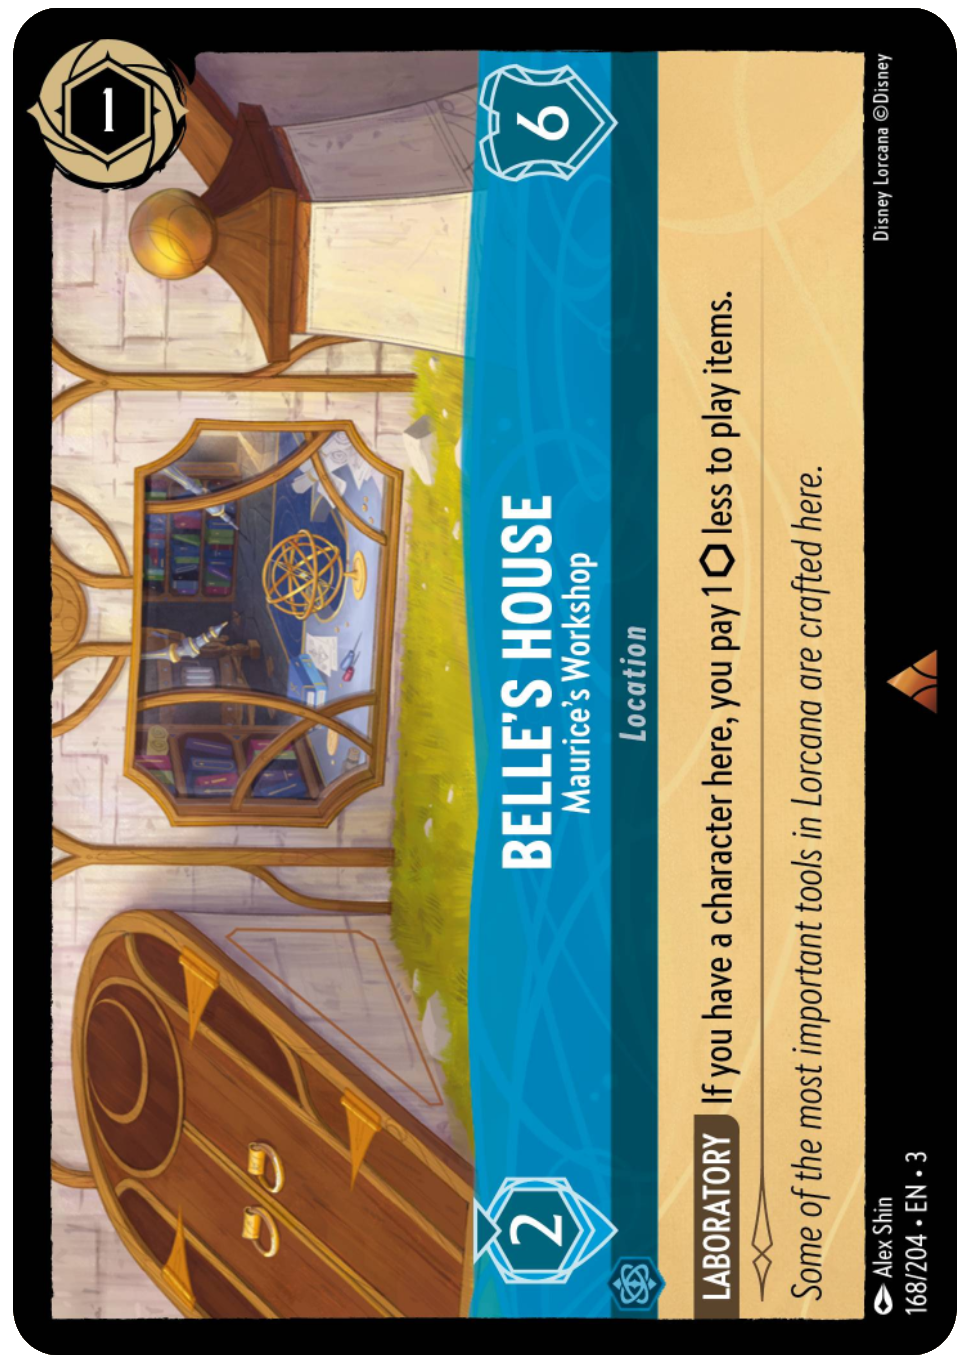 1
2
BELLE'S HOUSE
Maurice's Workshop
6
Location
LABORATORY If you have a character here, you pay 1 ⬡ less to play items.
Some of the most important tools in Lorcana are crafted here.
Alex Shin
168/204 • EN • 3
Disney Lorcana ©Disney